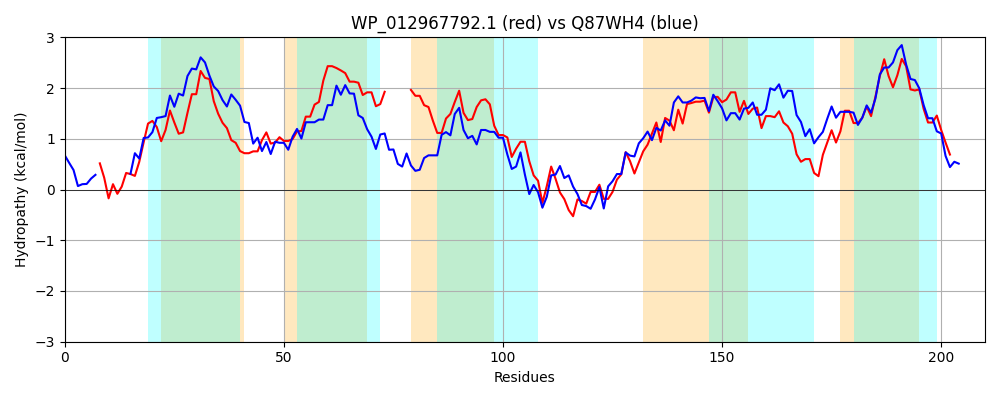 WP_012967792.1 (red) vs Q87WH4 (blue)
Hydropathy (kcal/mol)
3
2
1
0
−1
−2
−3
0 50 100 150 200
Residues